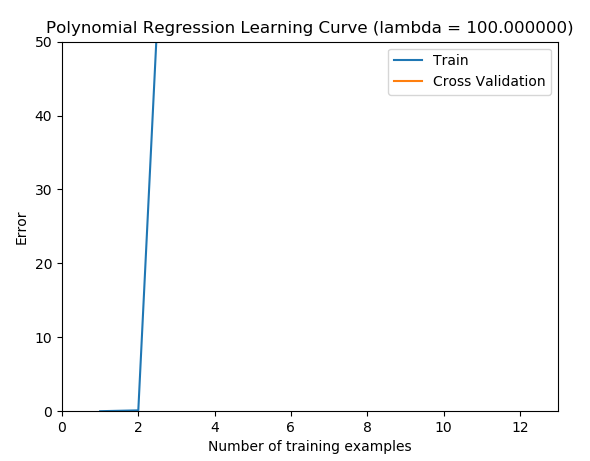 Polynomial Regression Learning Curve (lambda = 100.000000)
50
40
30
20
10
0
Error
Train
Cross Validation
0 2 4 6 8 10 12
Number of training examples